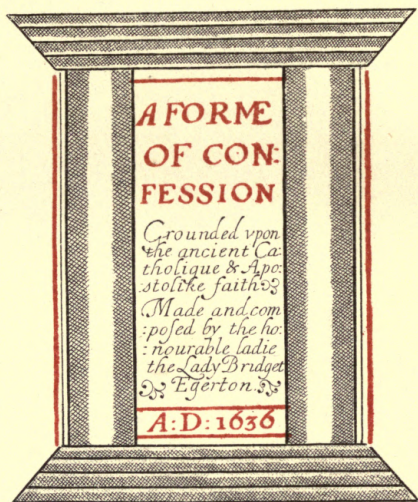 A FORME
OF CON:
FESSION
Grounded vpon
the ancient Ca:
tholique & Apo:
stolike faith:
Made and com
:posed by the ho:
:nourable ladie
the Lady Bridget
Egerton.
A: D: 1636